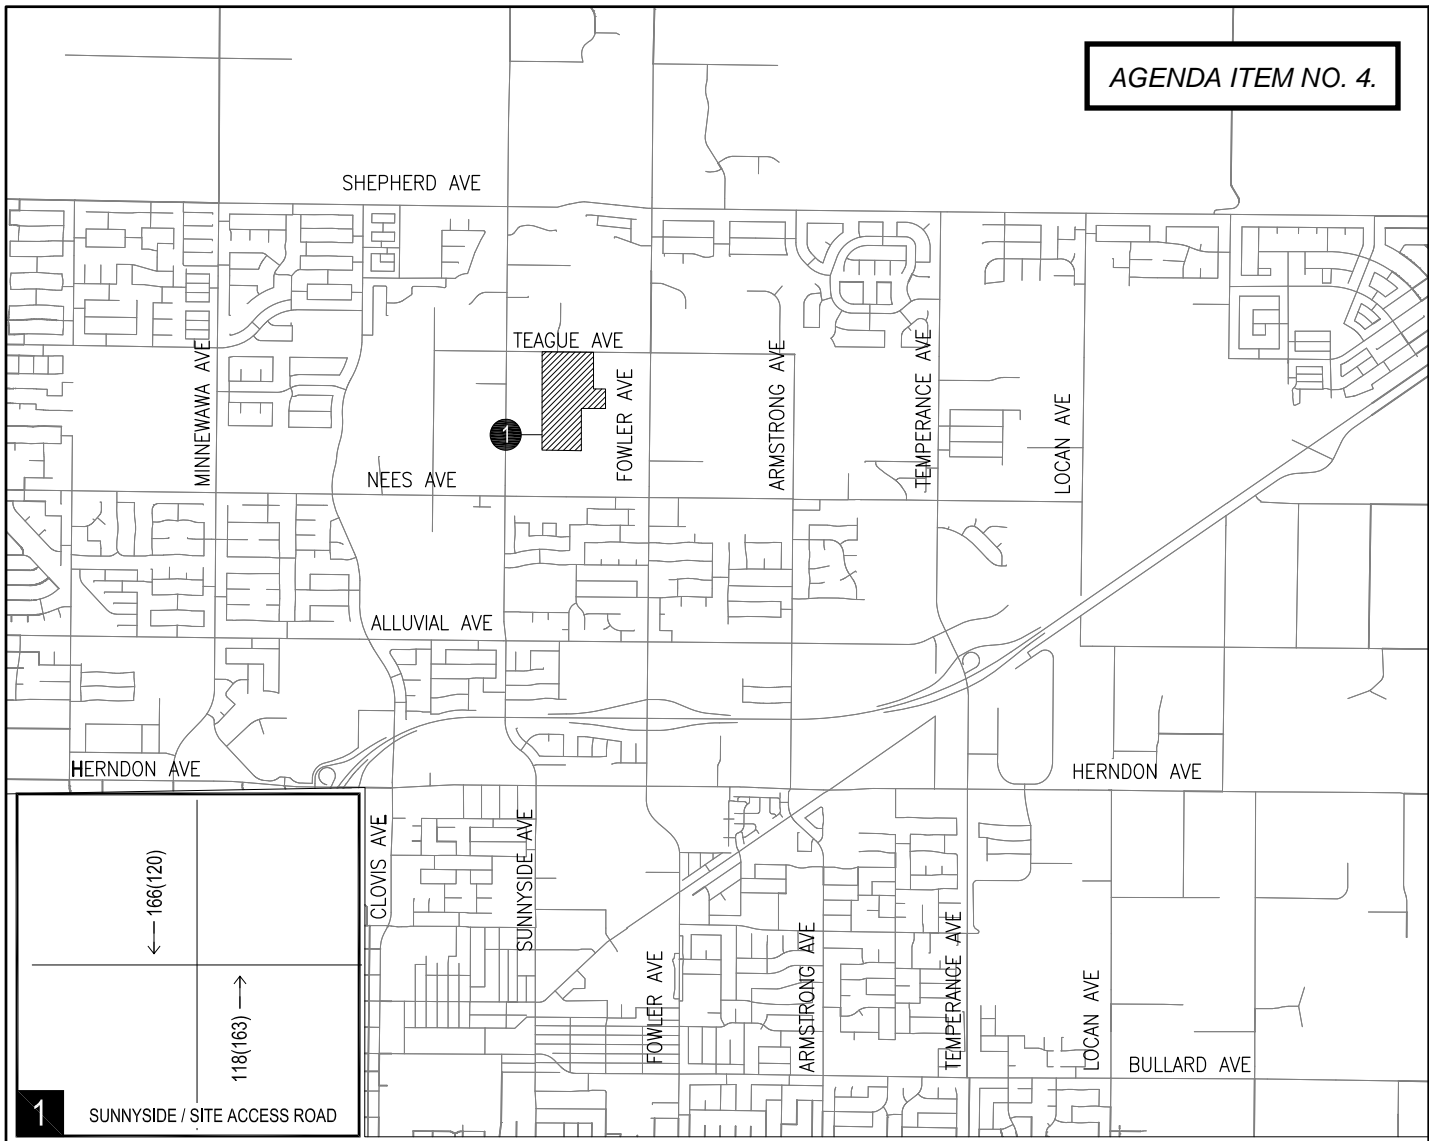 AGENDA ITEM NO. 4.
SHEPHERD AVE
TEAGUE AVE
MINNEWAWA AVE
FOWLER AVE
ARMSTRONG AVE
TEMPERANCE AVE
LOCAN AVE
1
NEES AVE
ALLUVIAL AVE
HERNDON AVE
HERNDON AVE
CLOVIS AVE
SUNNYSIDE AVE
FOWLER AVE
ARMSTRONG AVE
TEMPERANCE AVE
LOCAN AVE
BULLARD AVE
166(120)
118(163)
1
SUNNYSIDE / SITE ACCESS ROAD